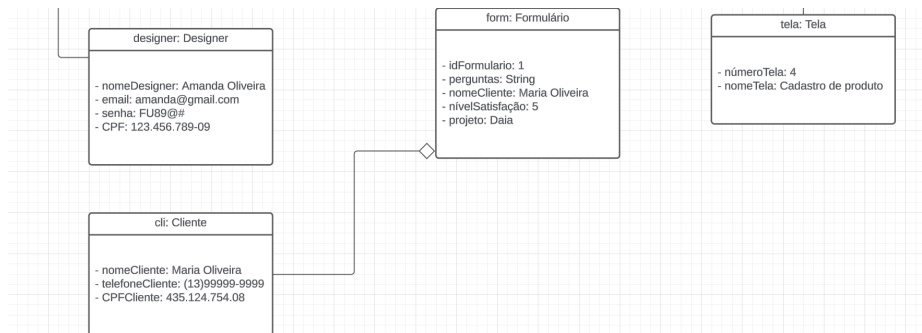 designer: Designer
- nomeDesigner: Amanda Oliveira
- email: amanda@gmail.com
- senha: FU89@#
- CPF: 123.456.789-09
form: Formulário
- idFormulario: 1
- perguntas: String
- nomeCliente: Maria Oliveira
- nívelSatisfação: 5
- projeto: Daia
tela: Tela
- númeroTela: 4
- nomeTela: Cadastro de produto
cli: Cliente
- nomeCliente: Maria Oliveira
- telefoneCliente: (13)99999-9999
- CPFCliente: 435.124.754.08